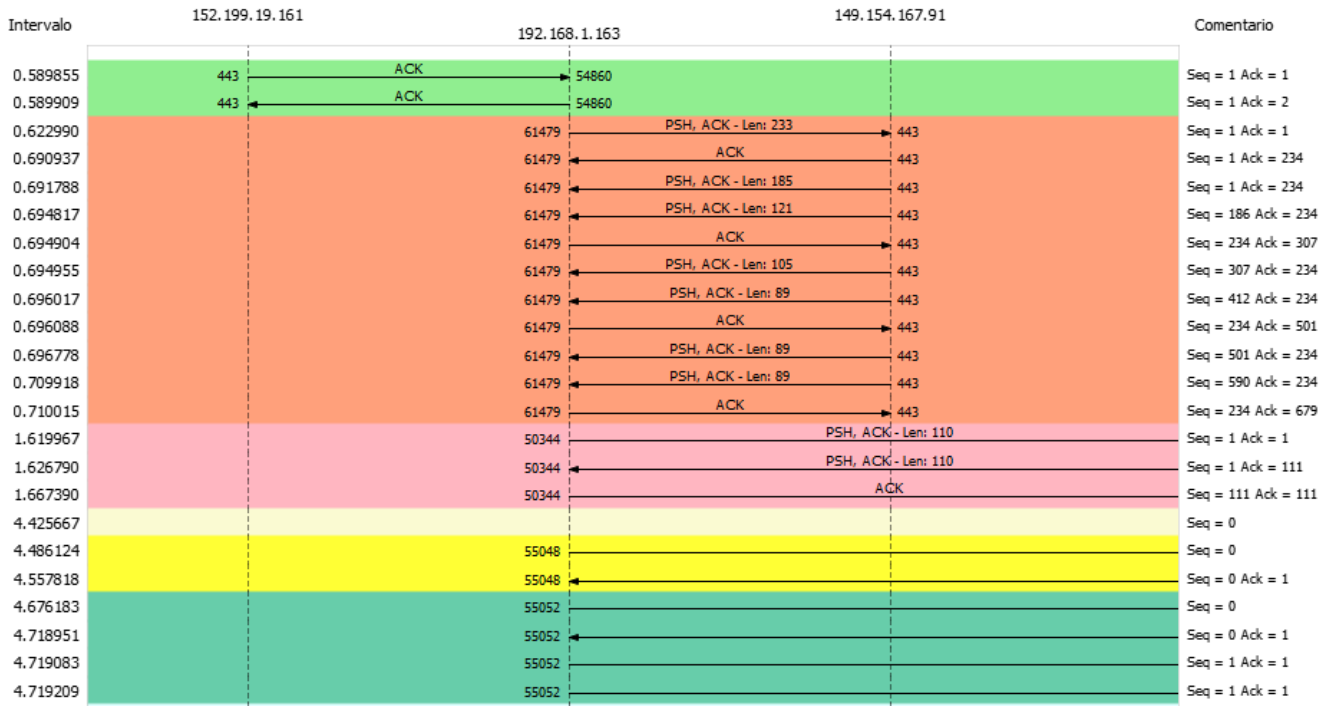 152.199.19.161 149.154.167.91
Intervalo 192.168.1.163 Comentario
0.589855 443 ACK 54860 Seq = 1 Ack = 1
0.589909 443 ACK 54860 Seq = 1 Ack = 2
0.622990 61479 PSH, ACK - Len: 233 443 Seq = 1 Ack = 1
0.690937 61479 ACK 443 Seq = 1 Ack = 234
0.691788 61479 PSH, ACK - Len: 185 443 Seq = 1 Ack = 234
0.694817 61479 PSH, ACK - Len: 121 443 Seq = 186 Ack = 234
0.694904 61479 ACK 443 Seq = 234 Ack = 307
0.694955 61479 PSH, ACK - Len: 105 443 Seq = 307 Ack = 234
0.696017 61479 PSH, ACK - Len: 89 443 Seq = 412 Ack = 234
0.696088 61479 ACK 443 Seq = 234 Ack = 501
0.696778 61479 PSH, ACK - Len: 89 443 Seq = 501 Ack = 234
0.709918 61479 PSH, ACK - Len: 89 443 Seq = 590 Ack = 234
0.710015 61479 ACK 443 Seq = 234 Ack = 679
1.619967 50344 PSH, ACK - Len: 110 Seq = 1 Ack = 1
1.626790 50344 PSH, ACK - Len: 110 Seq = 1 Ack = 111
1.667390 50344 ACK Seq = 111 Ack = 111
4.425667 Seq = 0
4.486124 55048 Seq = 0
4.557818 55048 Seq = 0 Ack = 1
4.676183 55052 Seq = 0
4.718951 55052 Seq = 0 Ack = 1
4.719083 55052 Seq = 1 Ack = 1
4.719209 55052 Seq = 1 Ack = 1